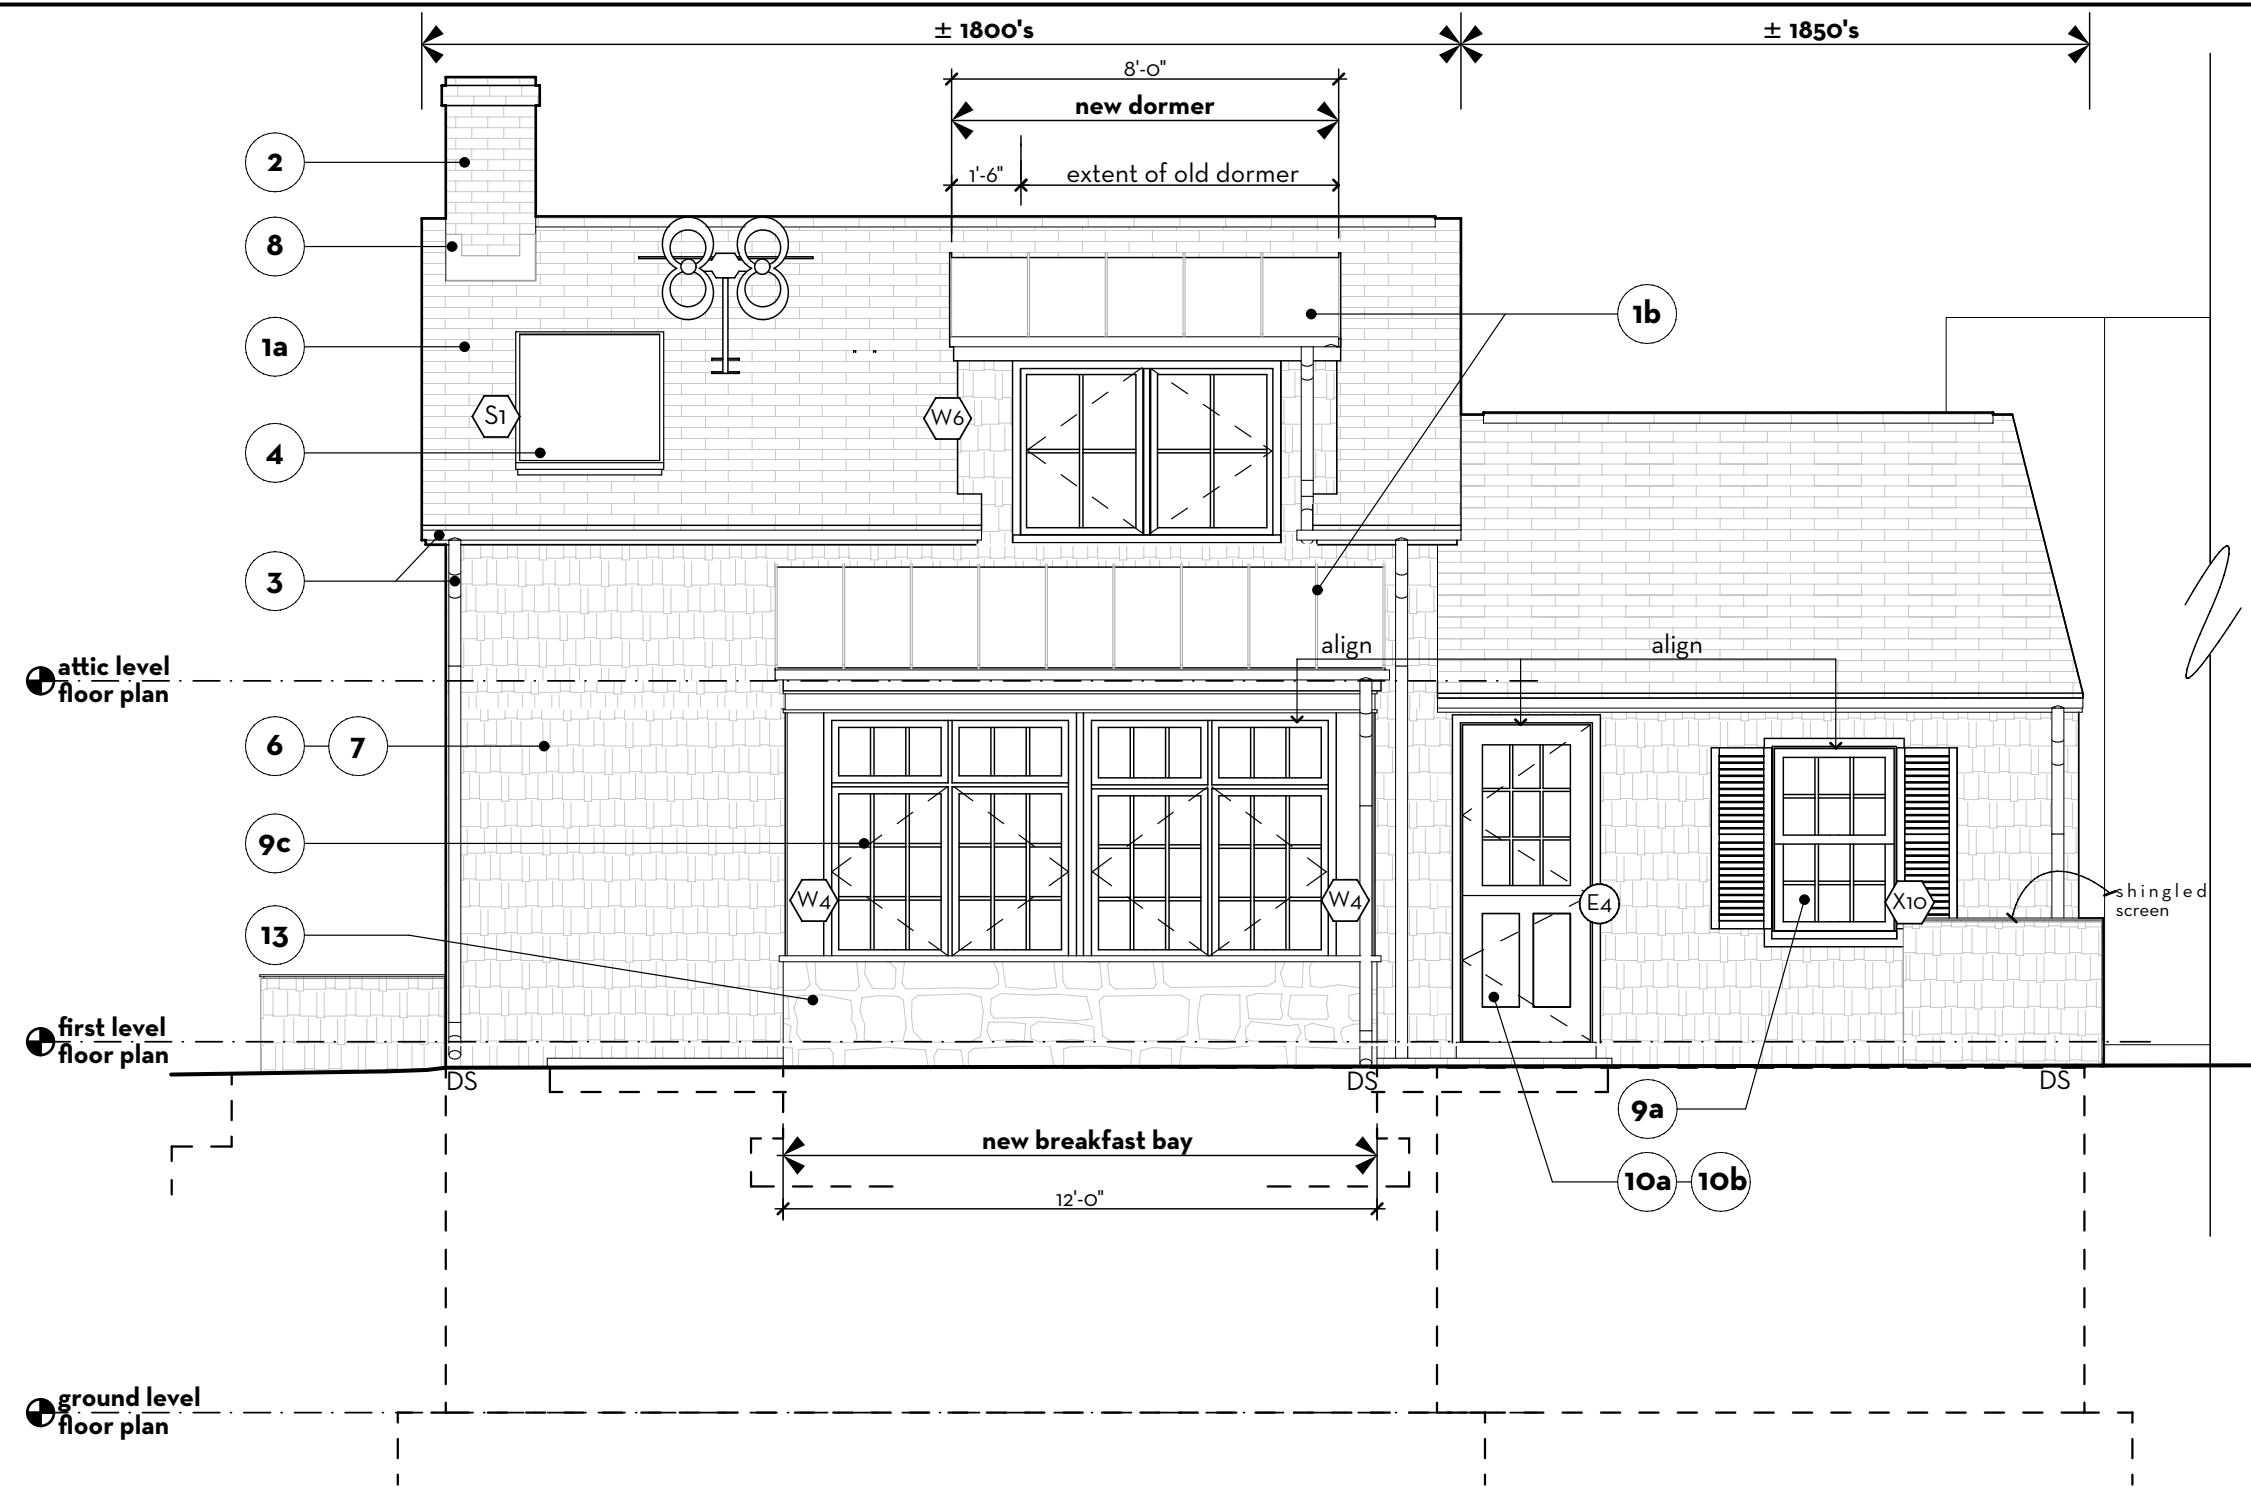 ± 1800's
± 1850's
8'-0"
new dormer
1'-6"
extent of old dormer
2
8
1a
1b
S1
W6
4
3
align
align
attic level
floor plan
6
7
9c
W4
W4
E4
X10
shingled
screen
13
first level
floor plan
DS
DS
DS
9a
new breakfast bay
10a
10b
12'-0"
ground level
floor plan